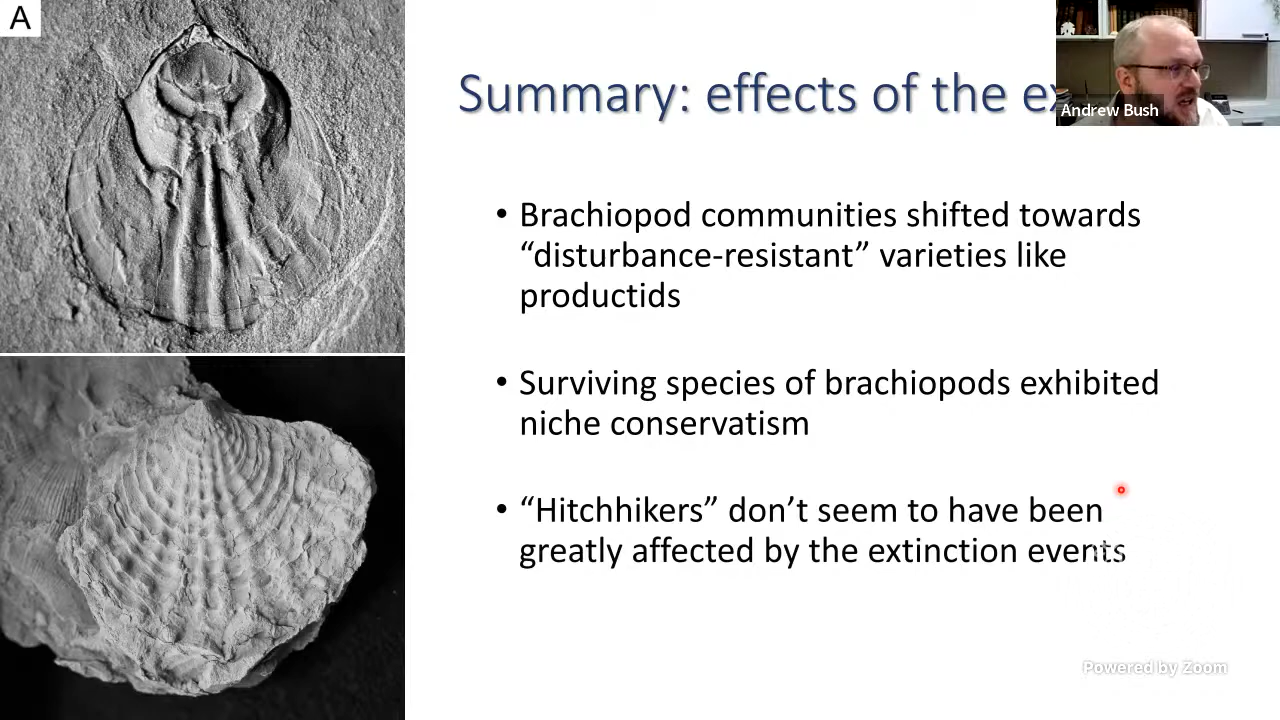 A
Summary: effects of the ex
Andrew Bush
• Brachiopod communities shifted towards
“disturbance-resistant” varieties like
productids
• Surviving species of brachiopods exhibited
niche conservatism
• “Hitchhikers” don’t seem to have been
greatly affected by the extinction events
Powered by Zoom